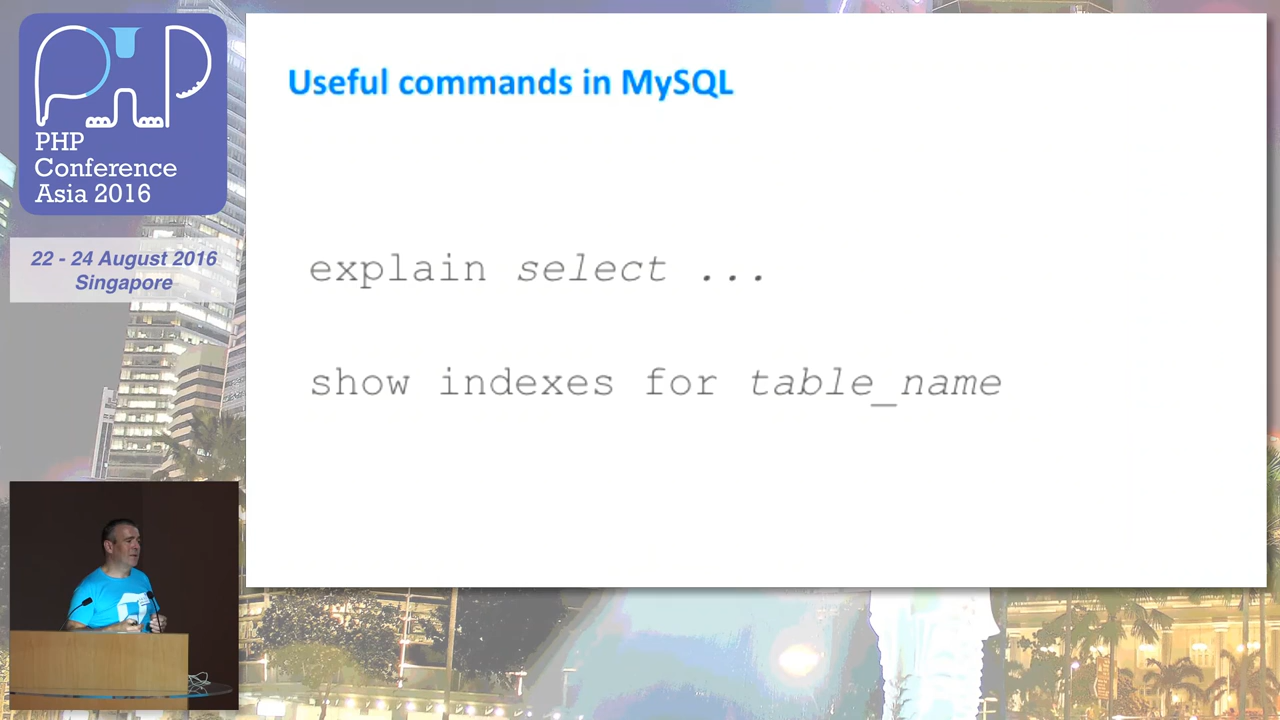 PHP
PHP
Conference
Asia 2016
22 - 24 August 2016
Singapore
Useful commands in MySQL
explain select ...
show indexes for table_name